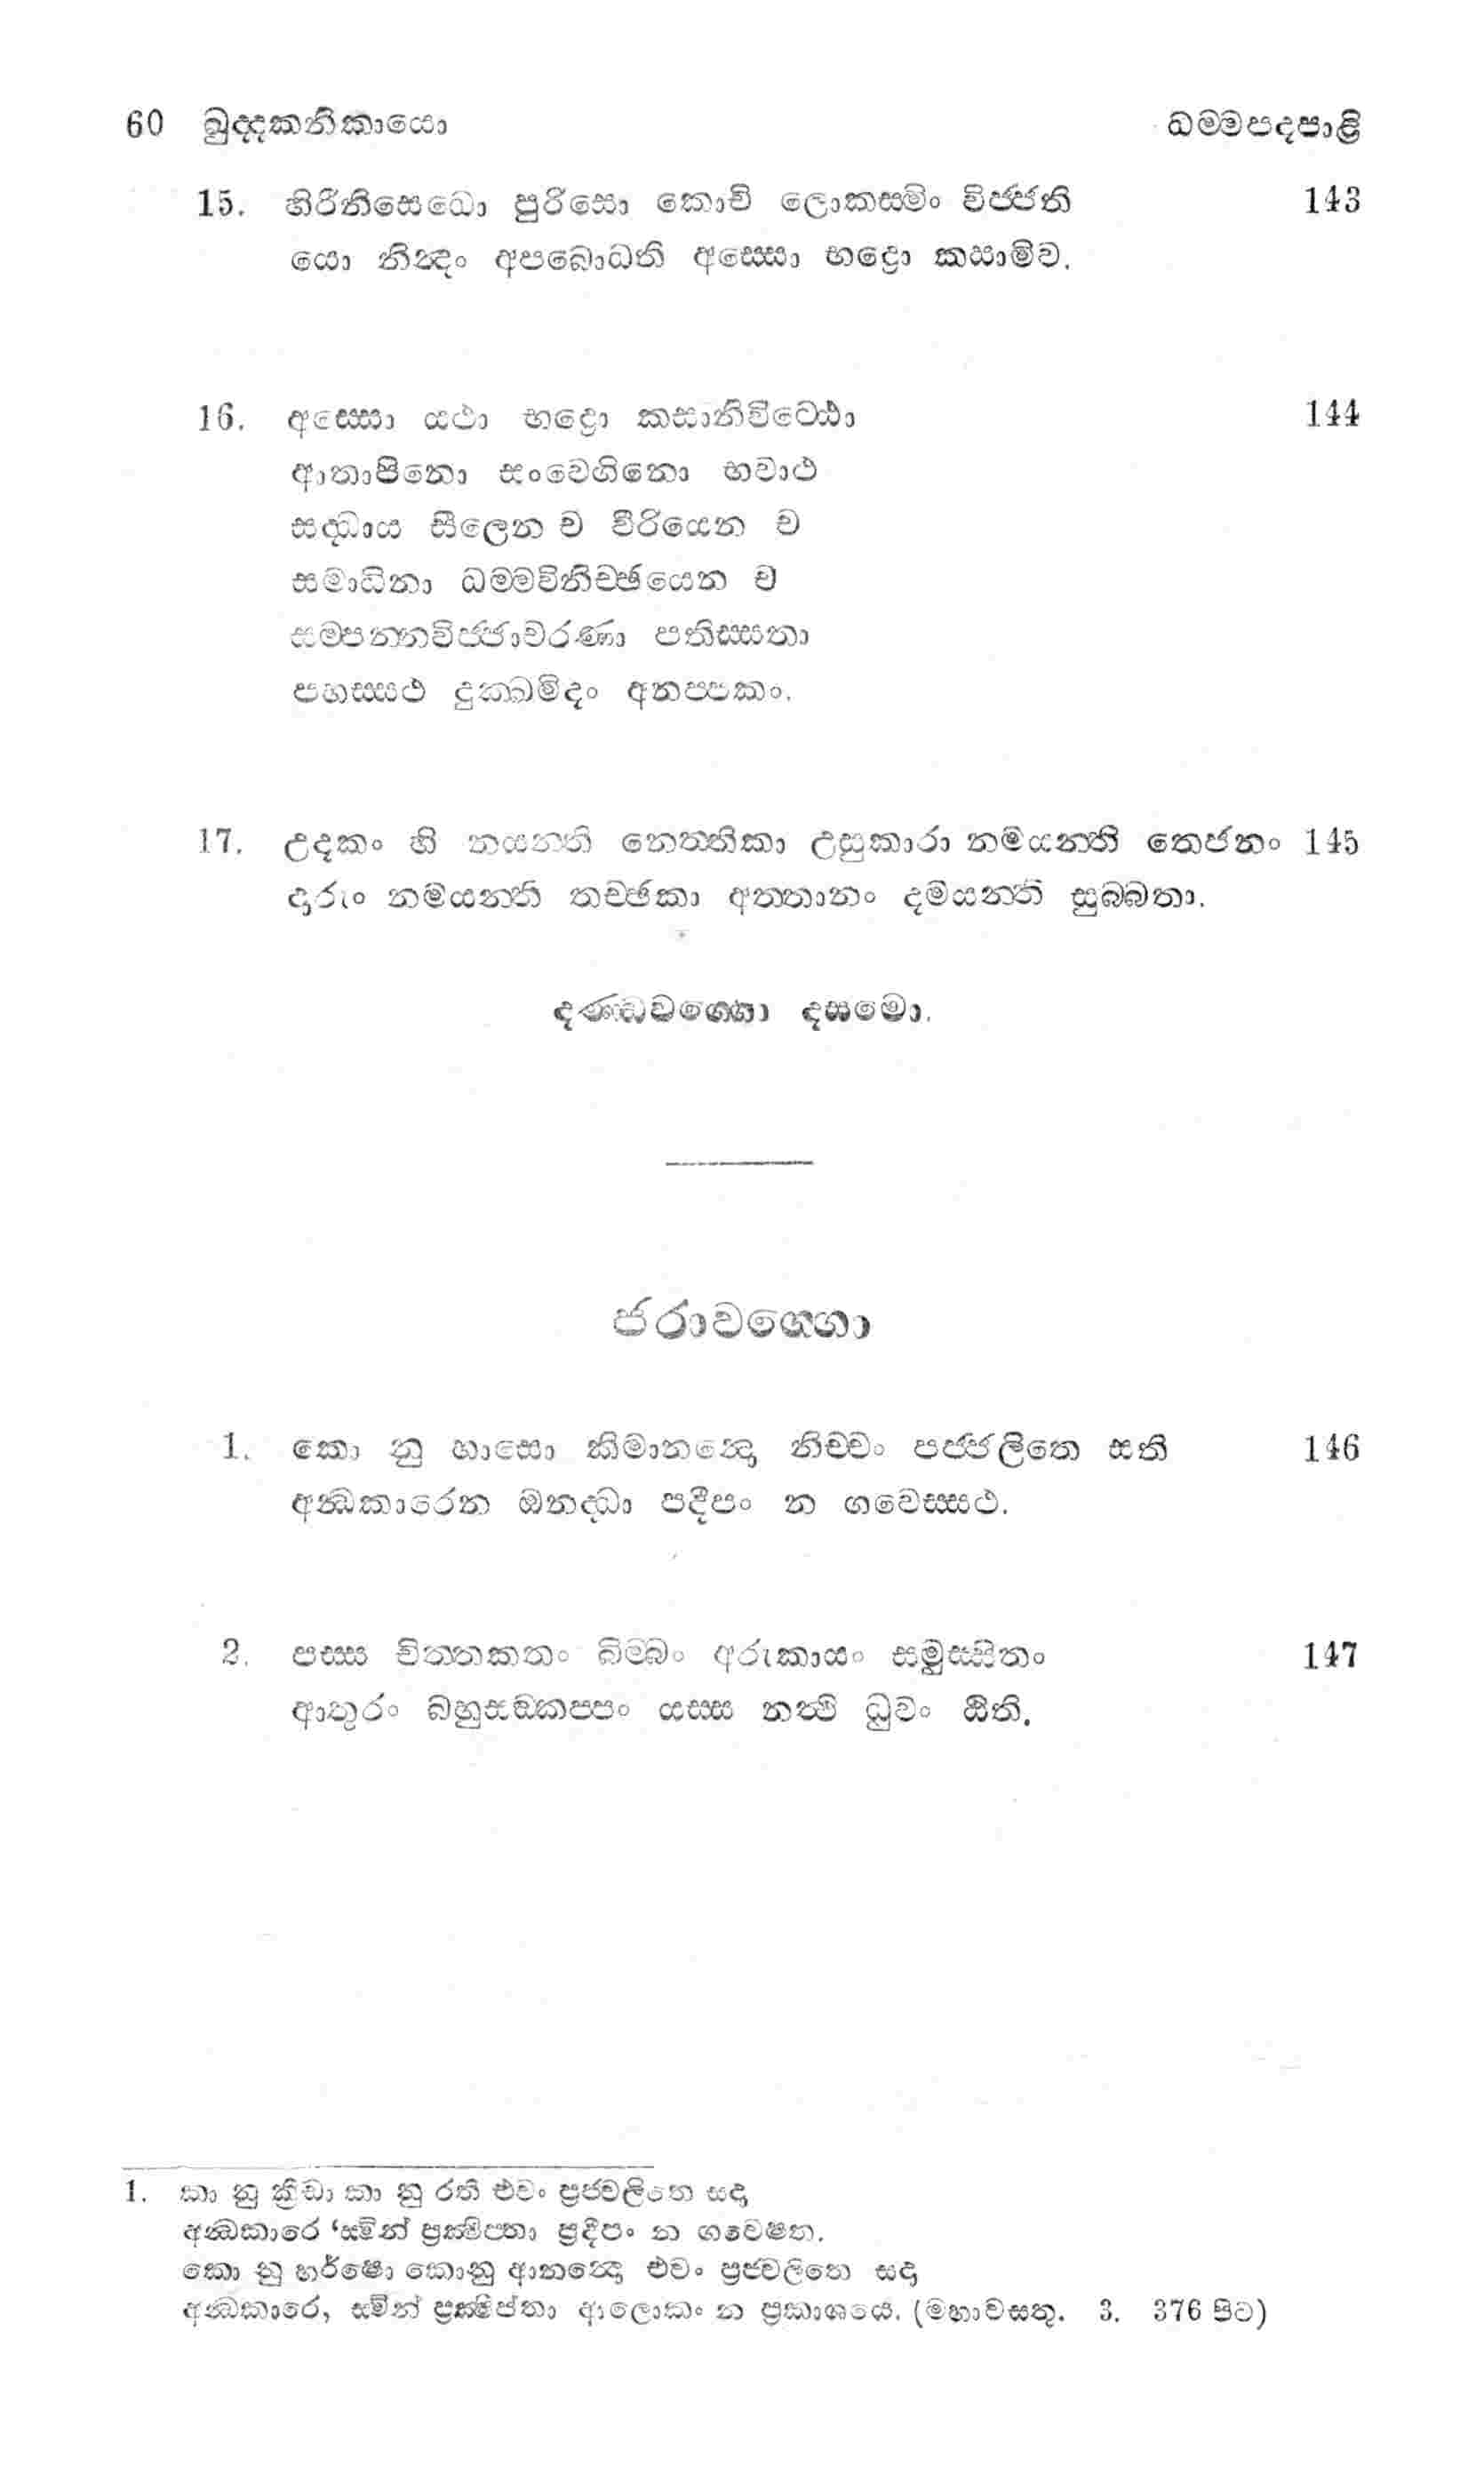 60 ඛුද්දකනිකායො ධම්මපදපාළි
15. හිරීනිසෙධො පුරිසො කොචි ලොකස්මිං විජ්ජති 143
යො නින්දං අපබොධති අස්සො භද්‍රො කසාමිව.
16. අස්සො යථා භද්‍රො කසානිවිට්ඨො 144
ආතාපිනො සංවෙගිනො භවාථ
සද්ධාය සීලෙන ච වීරියෙන ච
සමාධිනා ධම්මවිනිච්ඡයෙන ච
සම්පන්නවිජ්ජාචරණා පතිස්සතා
පහස්සථ දුක්ඛමිදං අනප්පකං.
17. උදකං හි නයන්ති නෙත්තිකා උසුකාරා නමයන්ති තෙජනං 145
දාරුං නමයන්ති තච්ඡකා අත්තානං දමයන්ති සුබ්බතා.
දණ්ඩවග්ගො දසමො.
ජරාවග්ගො
1. කො නු හාසො කිමානන්දො නිච්චං පජ්ජලිතෙ සති 146
අන්ධකාරෙන ඔනද්ධා පදීපං න ගවෙස්සථ.
2. පස්ස චිත්තකතං බිම්බං අරුකායං සමුස්සිතං 147
ආතුරං බහුසඞ්කප්පං යස්ස නත්ථි ධුවං ඨිති.
1. කා නු ක්‍රීඩා කා නු රති එවං ප්‍රජ්වලිතෙ සදා
අන්ධකාරෙ ‘ස්මින් ප්‍රක්ෂිප්තා ප්‍රදීපං න ගවෙෂත.
කො නු හර්ෂො කොනු ආනන්දො එවං ප්‍රජ්වලිතෙ සදා
අන්ධකාරෙ, ස්මින් ප්‍රක්ෂිප්තා ආලොකං න ප්‍රකාශයෙ. (මහාවස්තු. 3. 376 පිට)